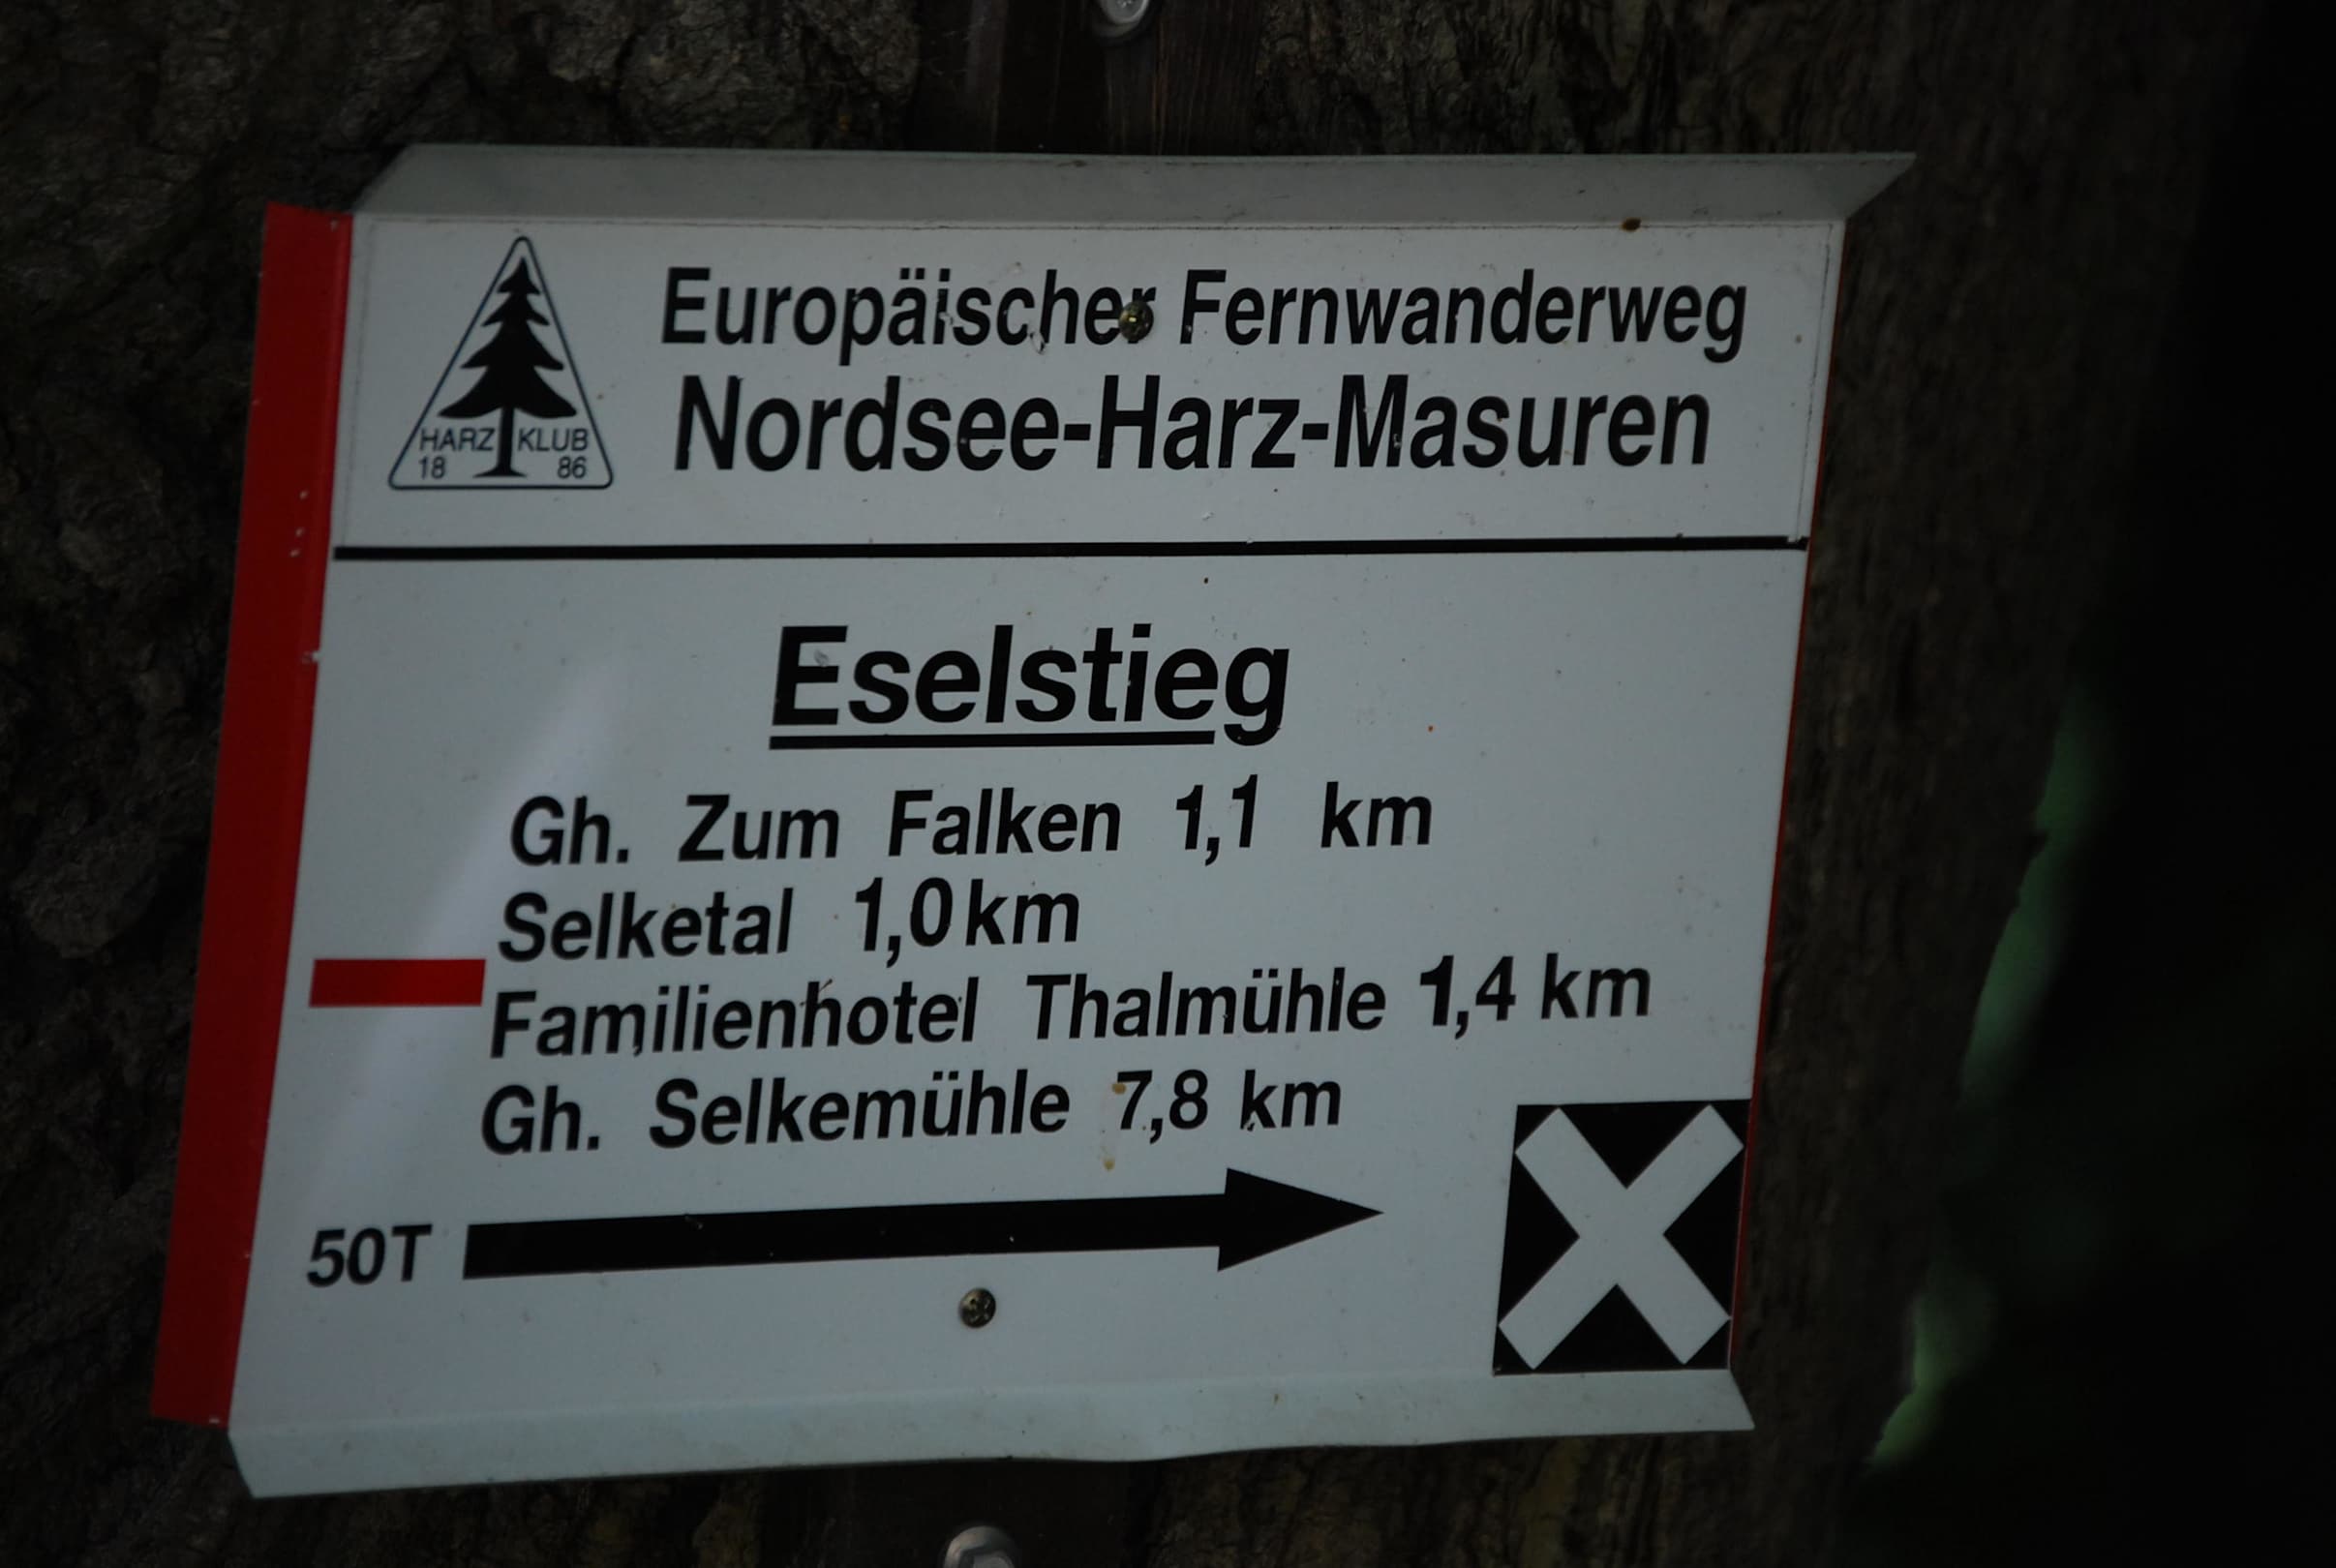 Europäischer Fernwanderweg
Nordsee-Harz-Masuren
HARZ KLUB
18 86
Eselstieg
Gh. Zum Falken 1,1 km
Selketal 1,0 km
Familienhotel Thalmühle 1,4 km
Gh. Selkemühle 7,8 km
50T